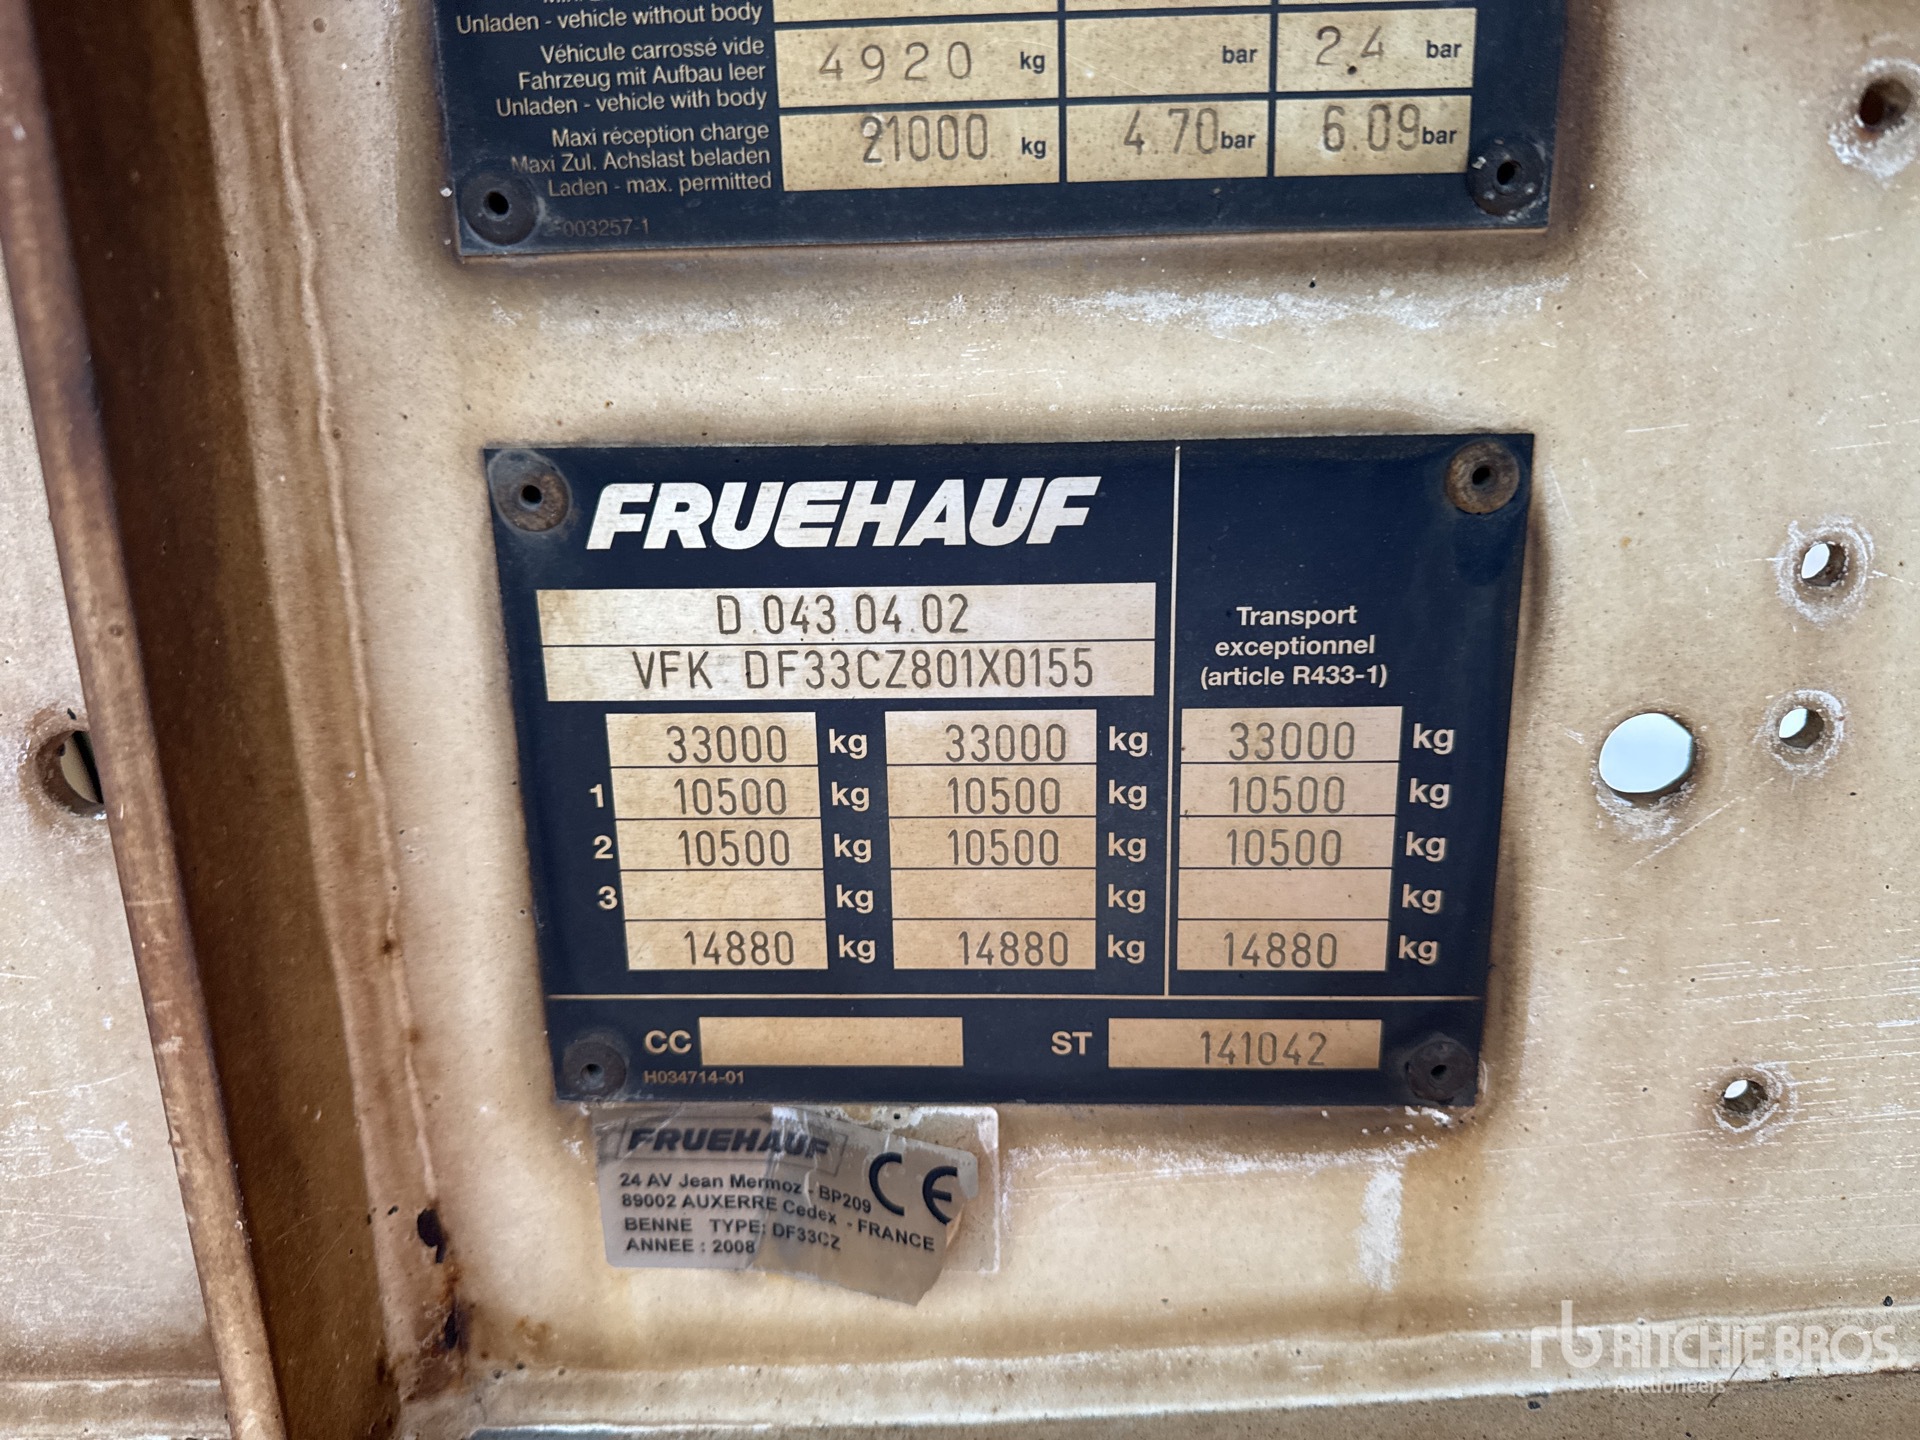 Unladen - vehicle without body
Véhicule carrossé vide
Fahrzeug mit Aufbau leer
Unladen - vehicle with body
4920 kg bar 2.4 bar
Maxi réception charge
Maxi Zul. Achslast beladen
Laden - max. permitted
21000 kg 4.70 bar 6.09 bar
003257-1
FRUEHAUF
D.043.04.02
VFK DF33CZ801X0155
Transport
exceptionnel
(article R433-1)
33000 kg 33000 kg 33000 kg
1 10500 kg 10500 kg 10500 kg
2 10500 kg 10500 kg 10500 kg
3 kg kg kg
14880 kg 14880 kg 14880 kg
CC ST 141042
H034714-01
FRUEHAUF
24 AV Jean Mermoz - BP209
89002 AUXERRE Cedex - FRANCE
BENNE TYPE: DF33CZ
ANNEE : 2008
CE
rb RITCHIE BROS
Auctioneers